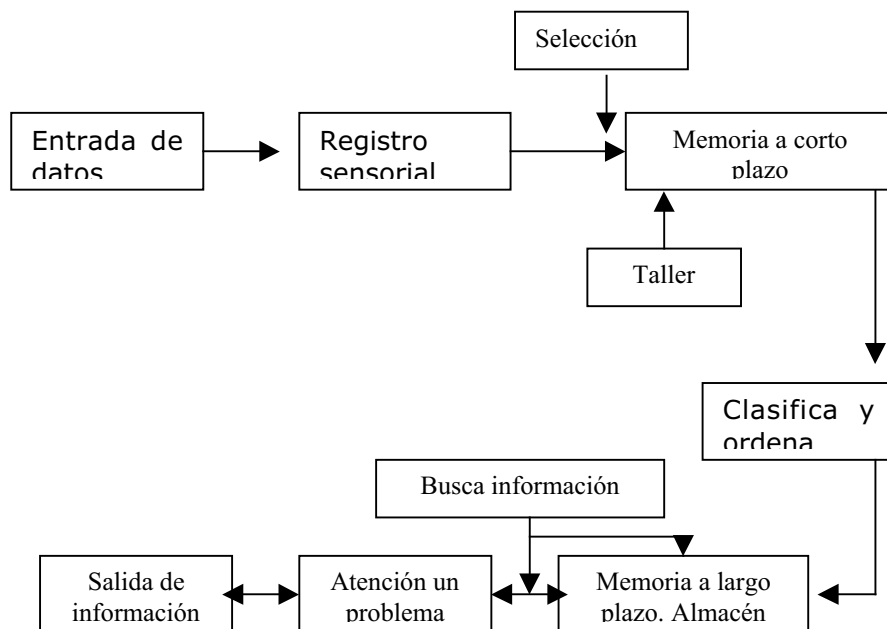 Selección
Entrada de
datos
Registro
sensorial
Memoria a corto
plazo
Taller
Clasifica y
ordena
Busca información
Salida de
información
Atención un
problema
Memoria a largo
plazo. Almacén